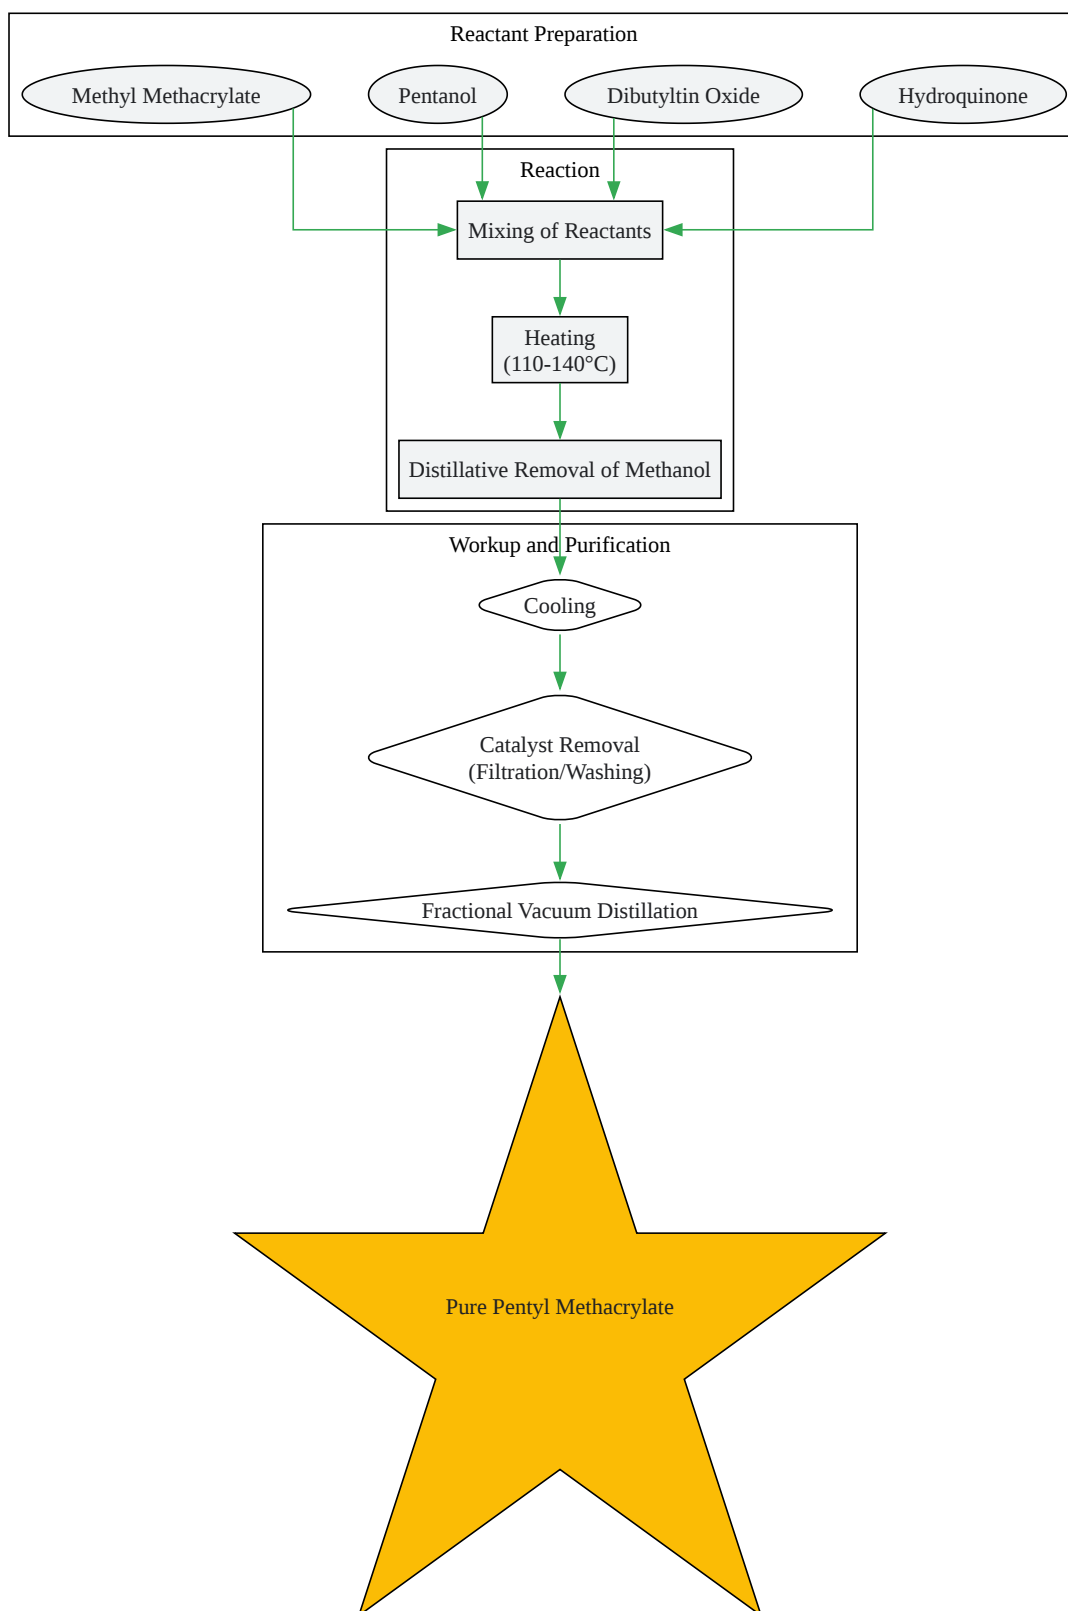 Reactant Preparation
Methyl Methacrylate
Pentanol
Dibutyltin Oxide
Hydroquinone
Reaction
Mixing of Reactants
Heating
(110-140°C)
Distillative Removal of Methanol
Workup and Purification
Cooling
Catalyst Removal
(Filtration/Washing)
Fractional Vacuum Distillation
Pure Pentyl Methacrylate